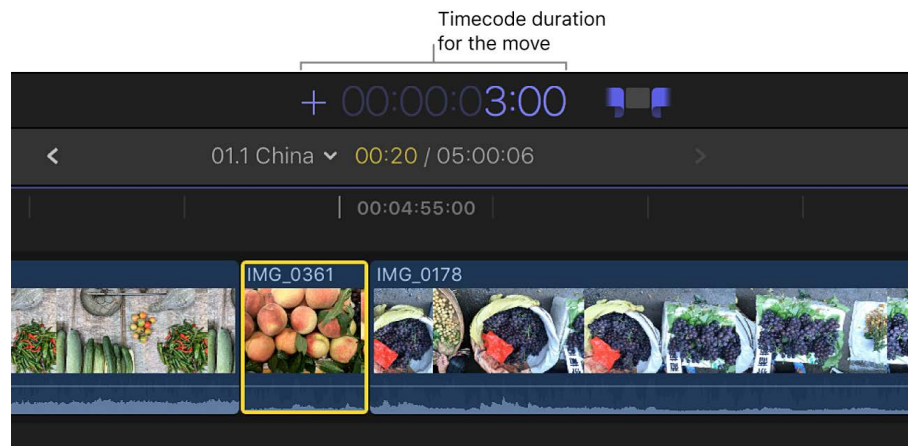 Timecode duration
for the move
+ 00:00:03:00
01.1 China 00:20 / 05:00:06
00:04:55:00
IMG_0361 IMG_0178